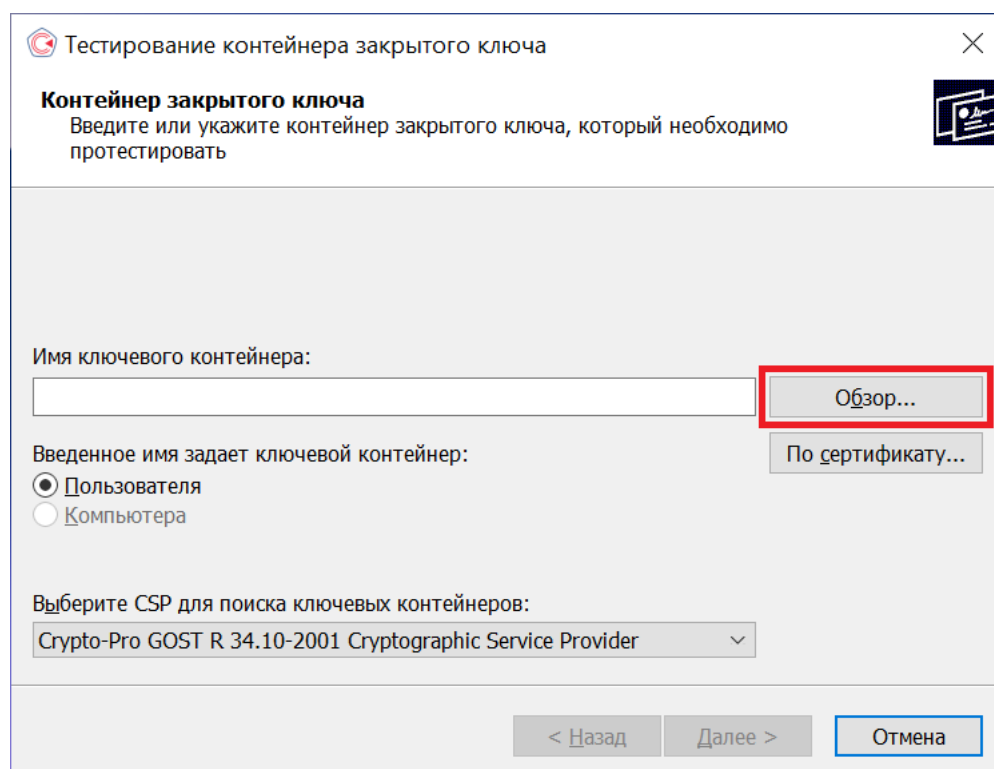 Тестирование контейнера закрытого ключа
Контейнер закрытого ключа
Введите или укажите контейнер закрытого ключа, который необходимо
протестировать
Имя ключевого контейнера:
Обзор...
Введенное имя задает ключевой контейнер:
По сертификату...
Пользователя
Компьютера
Выберите CSP для поиска ключевых контейнеров:
Crypto-Pro GOST R 34.10-2001 Cryptographic Service Provider
< Назад
Далее >
Отмена